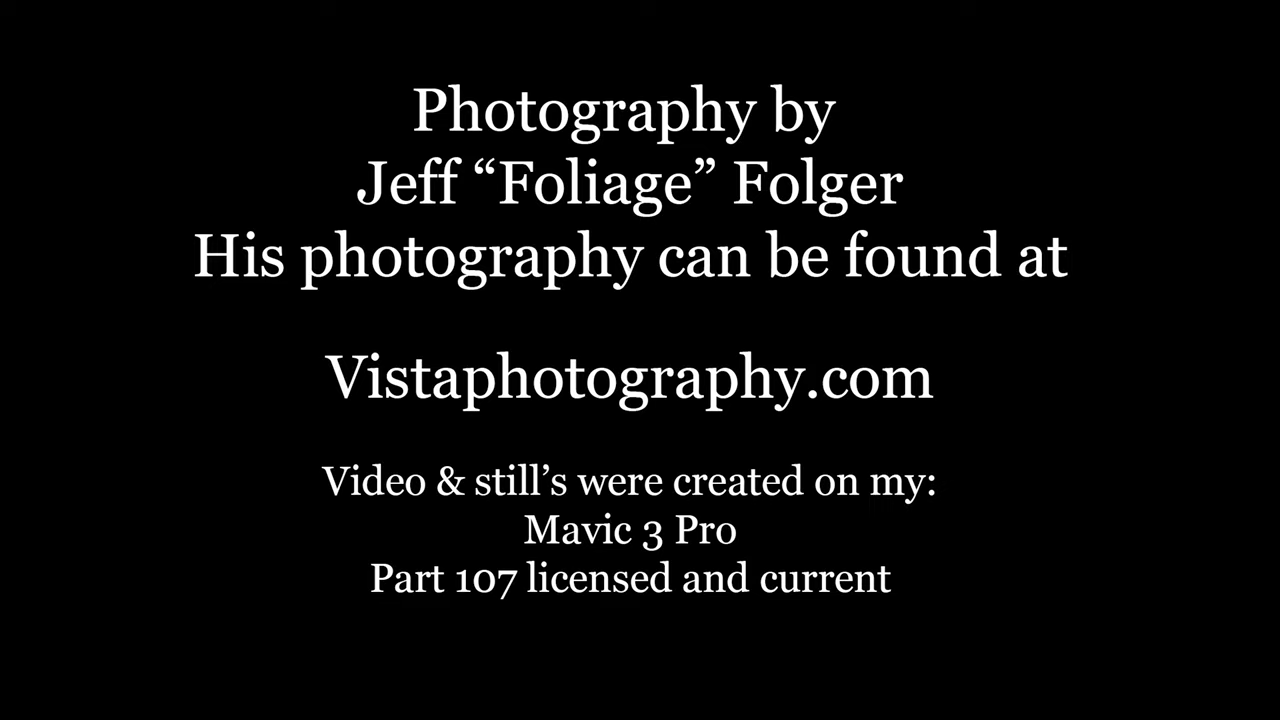 Photography by
Jeff “Foliage” Folger
His photography can be found at
Vistaphotography.com
Video & still’s were created on my:
Mavic 3 Pro
Part 107 licensed and current